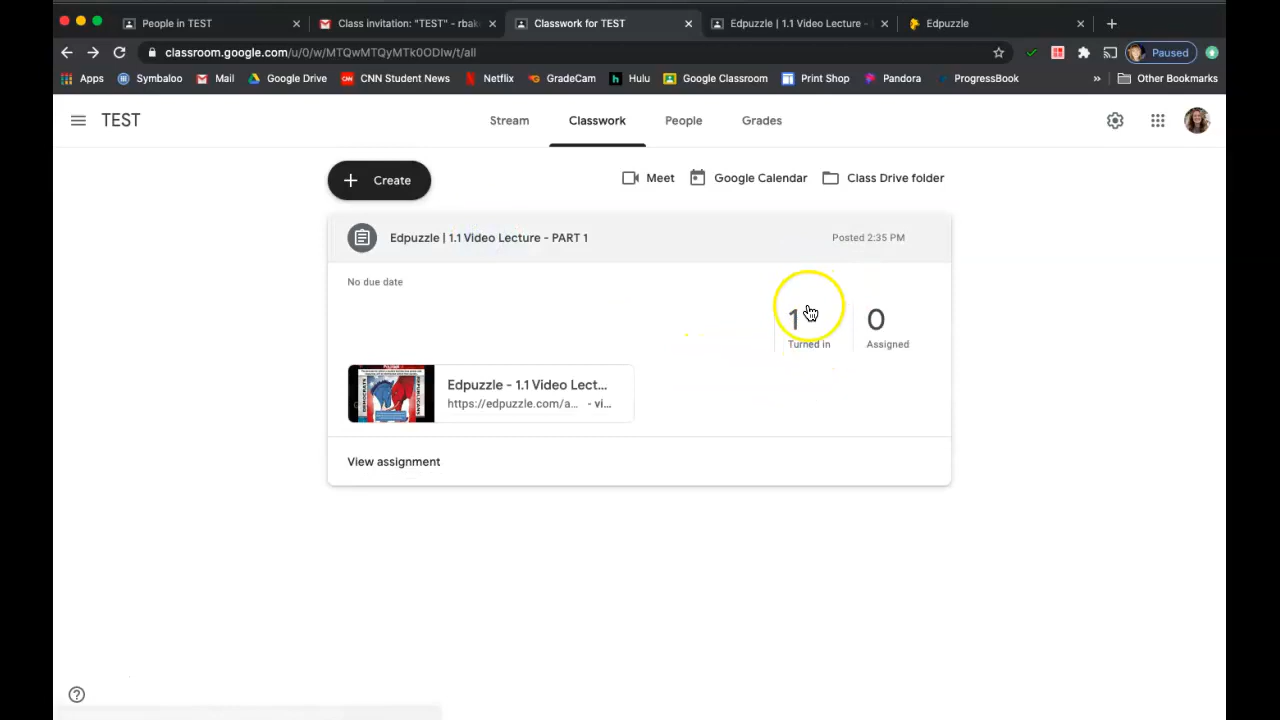 People in TEST
Class invitation: "TEST" - rbak
Classwork for TEST
Edpuzzle | 1.1 Video Lecture -
Edpuzzle
classroom.google.com/u/0/w/MTQwMTQyMTk0ODIw/t/all
Paused
Apps
Symbaloo
Mail
Google Drive
CNN Student News
Netflix
GradeCam
Hulu
Google Classroom
Print Shop
Pandora
ProgressBook
»
Other Bookmarks
TEST
Stream
Classwork
People
Grades
+ Create
Meet
Google Calendar
Class Drive folder
Edpuzzle | 1.1 Video Lecture - PART 1
Posted 2:35 PM
No due date
1
0
Turned in
Assigned
Edpuzzle - 1.1 Video Lect...
https://edpuzzle.com/a... - vi...
View assignment